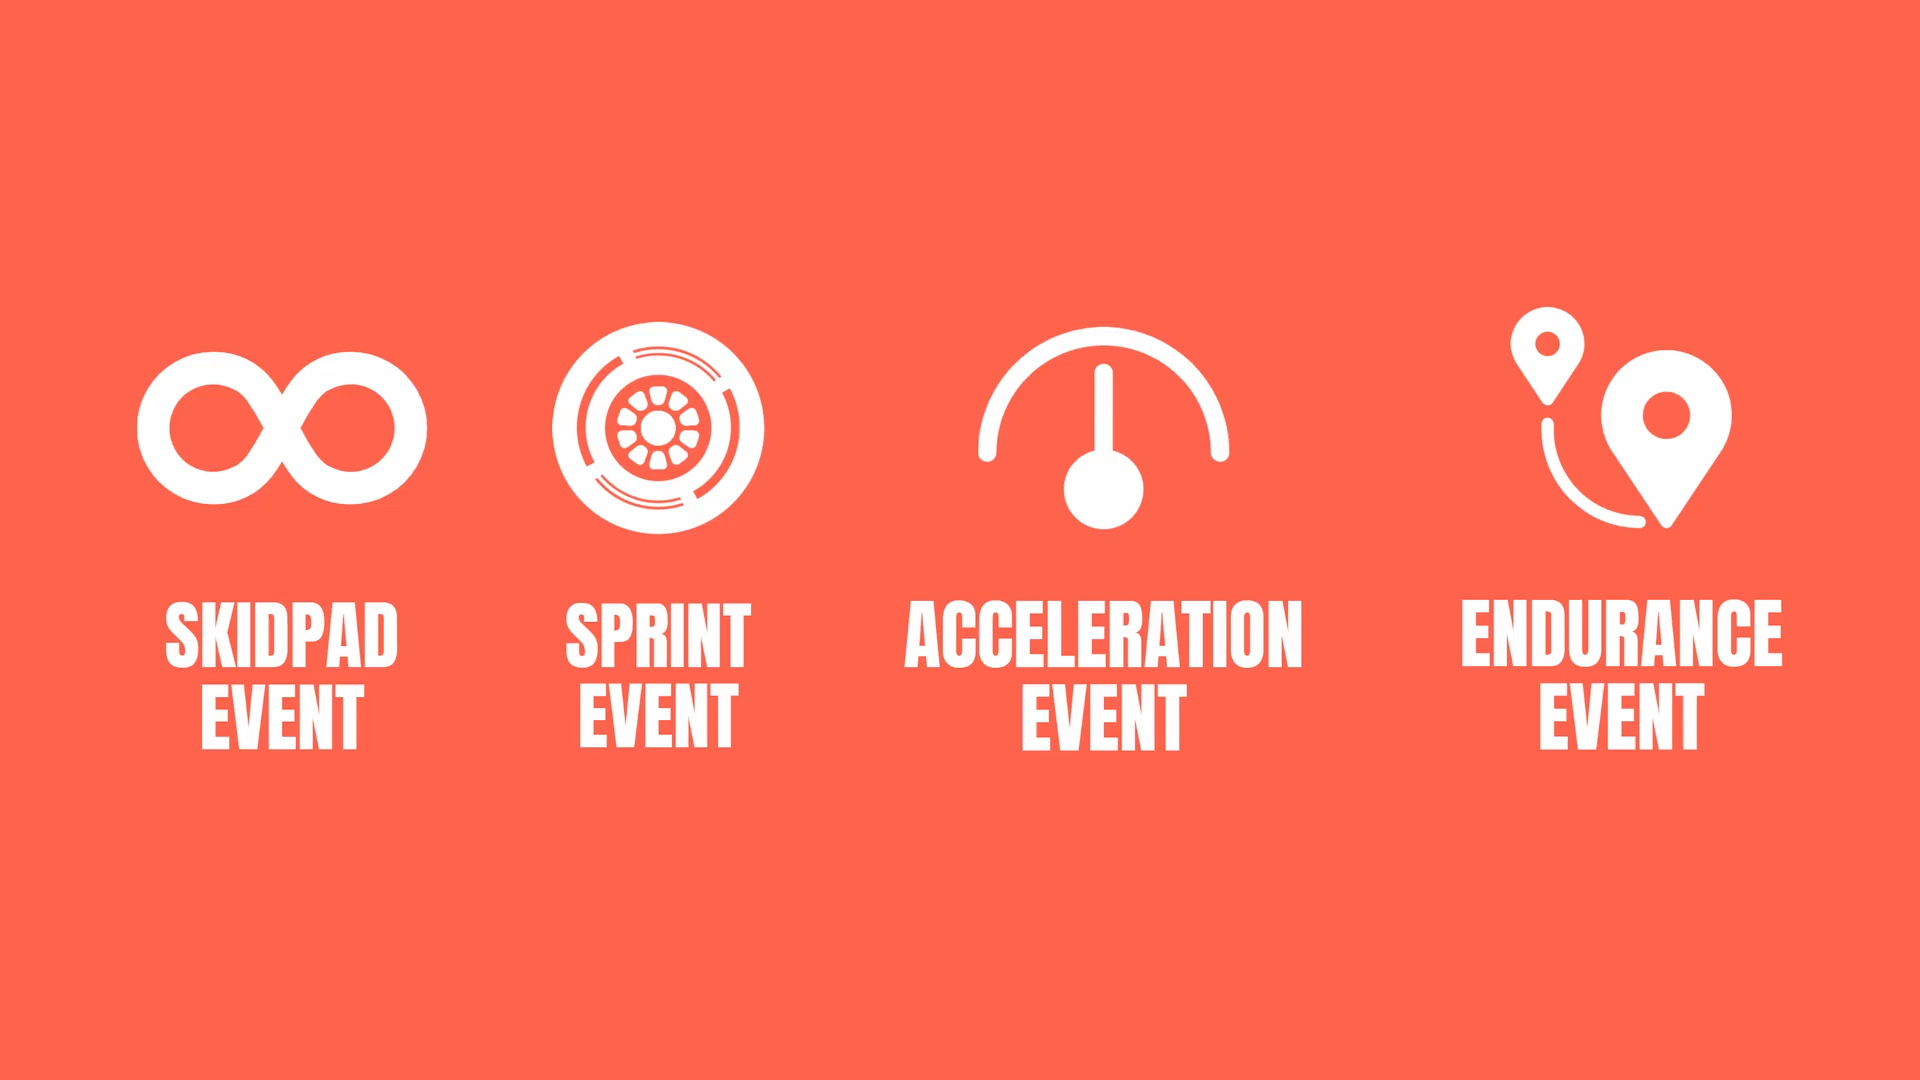 SKIDPAD
EVENT
SPRINT
EVENT
ACCELERATION
EVENT
ENDURANCE
EVENT